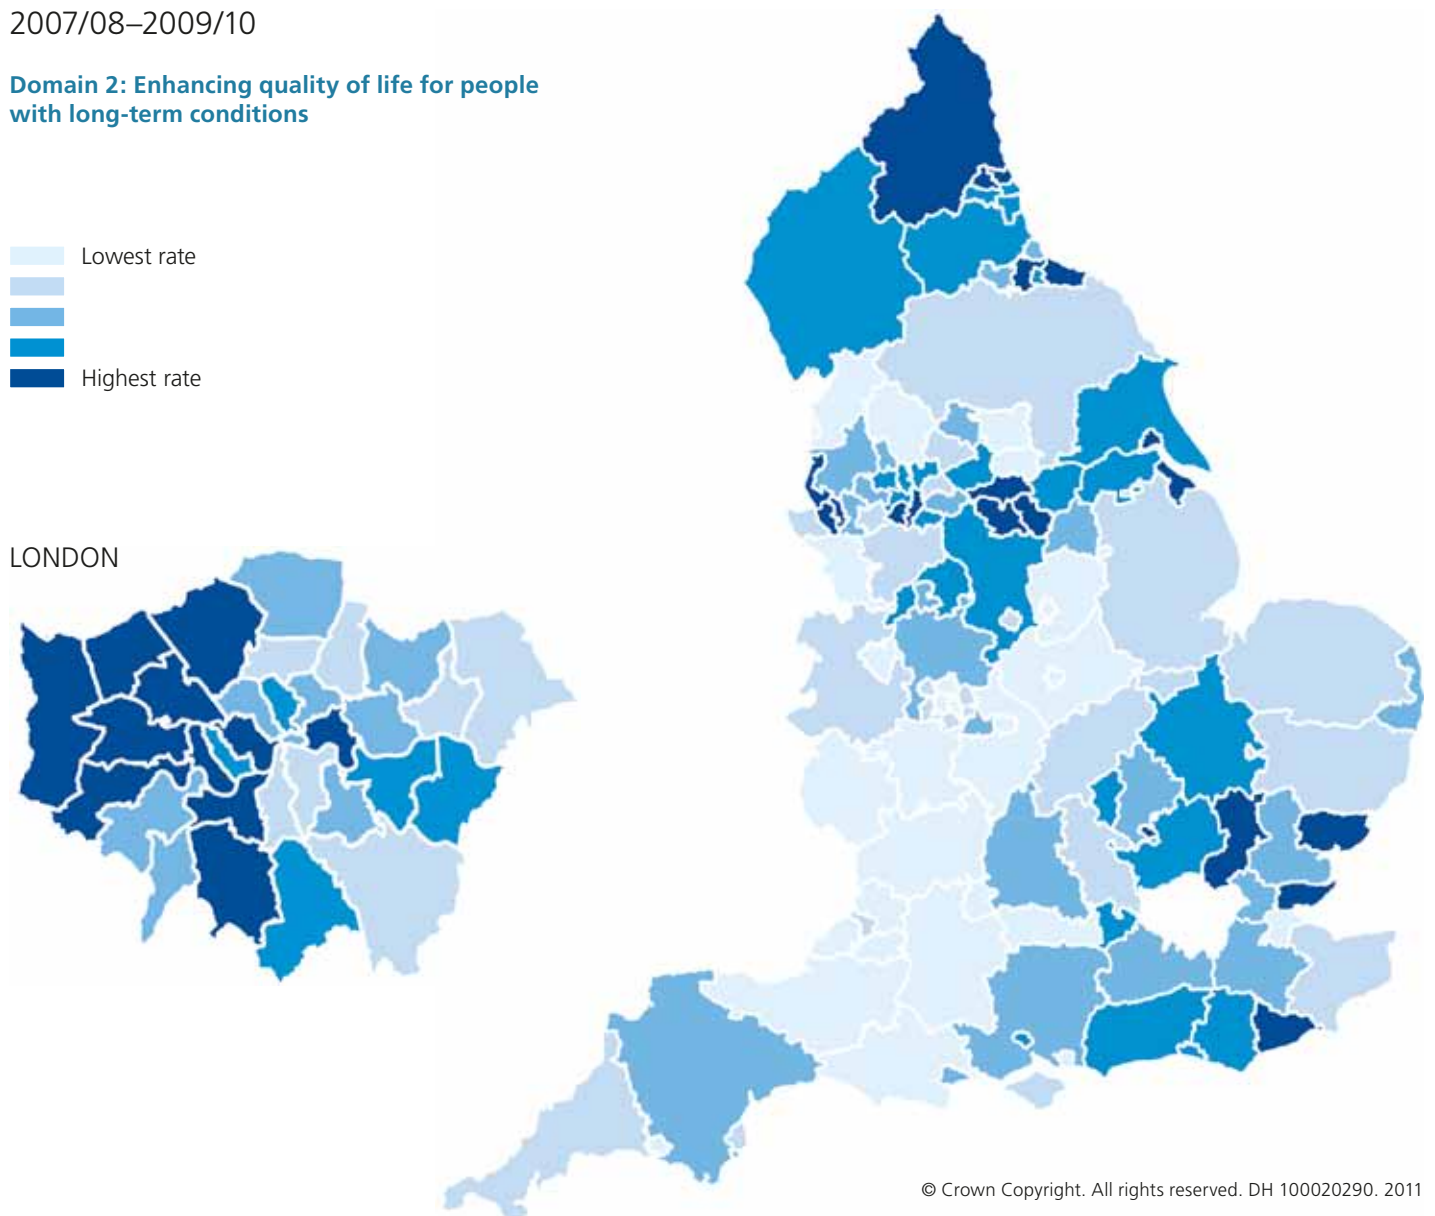 2007/08–2009/10
Domain 2: Enhancing quality of life for people
with long-term conditions
Lowest rate
Highest rate
LONDON
© Crown Copyright. All rights reserved. DH 100020290. 2011